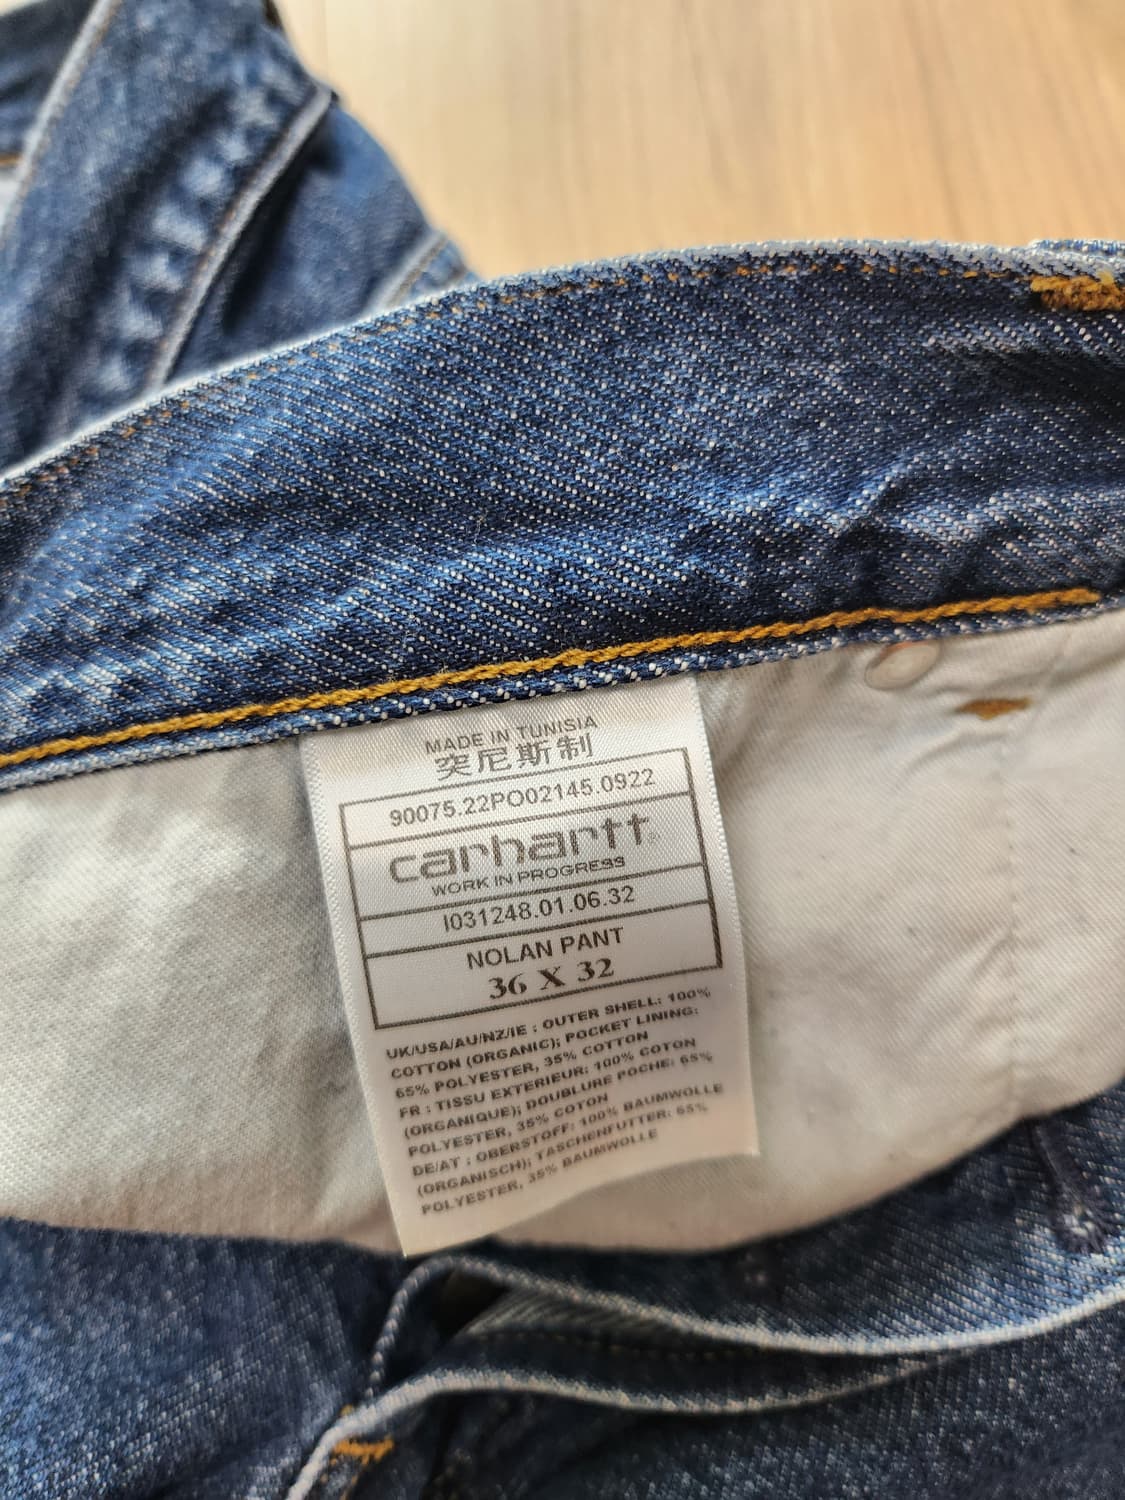 MADE IN TUNISIA
突尼斯制
90075.22PO02145.0922
carhartt®
WORK IN PROGRESS
I031248.01.06.32
NOLAN PANT
36 X 32
UK/USA/AU/NZ/IE : OUTER SHELL: 100%
COTTON (ORGANIC); POCKET LINING:
65% POLYESTER, 35% COTTON
FR : TISSU EXTERIEUR: 100% COTON
(ORGANIQUE); DOUBLURE POCHE: 65%
POLYESTER, 35% COTON
DE/AT : OBERSTOFF: 100% BAUMWOLLE
(ORGANISCH); TASCHENFUTTER: 65%
POLYESTER, 35% BAUMWOLLE